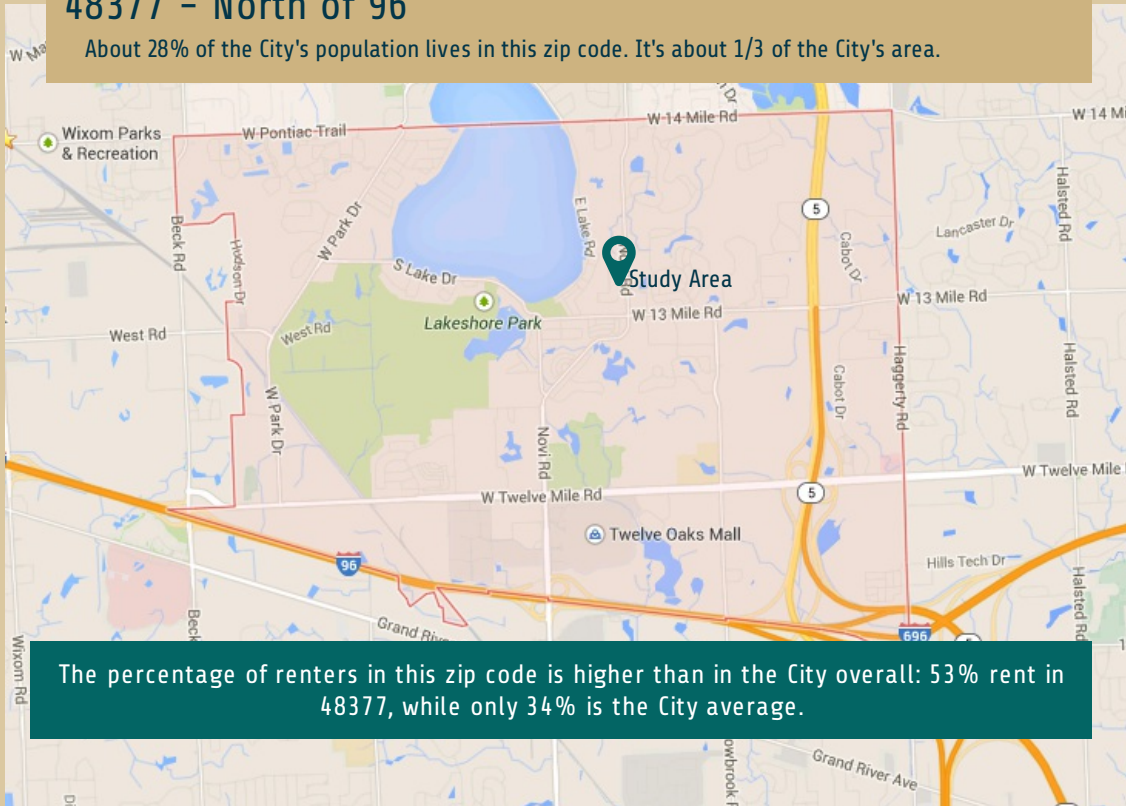 48377 - North of 96
About 28% of the City's population lives in this zip code. It's about 1/3 of the City's area.
W 14 Mile Rd
W 14 Mi
W Pontiac Trail
Wixom Parks
& Recreation
Beck Rd
Hudson Dr
W Park Dr
E Lake Rd
5
Halsted Rd
Lancaster Dr
Cabot Dr
S Lake Dr
Study Area
Lakeshore Park
W 13 Mile Rd
W 13 Mile Rd
West Rd
West Rd
W Park Dr
Novi Rd
Cabot Dr
Haggerty Rd
Halsted Rd
W Twelve Mile Rd
5
W Twelve Mile
Twelve Oaks Mall
96
Hills Tech Dr
Halsted Rd
Beck
Grand Riv
696
5
Wixom Rd
The percentage of renters in this zip code is higher than in the City overall: 53% rent in
48377, while only 34% is the City average.
owbrook R
Grand River Ave